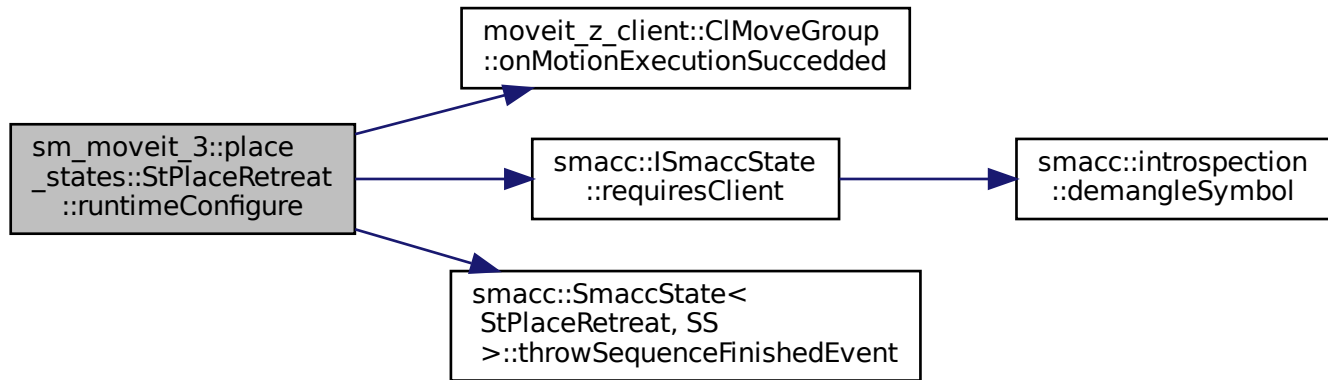 moveit_z_client::ClMoveGroup
::onMotionExecutionSuccedded
sm_moveit_3::place
_states::StPlaceRetreat
::runtimeConfigure
smacc::ISmaccState
::requiresClient
smacc::introspection
::demangleSymbol
smacc::SmaccState<
StPlaceRetreat, SS
>::throwSequenceFinishedEvent